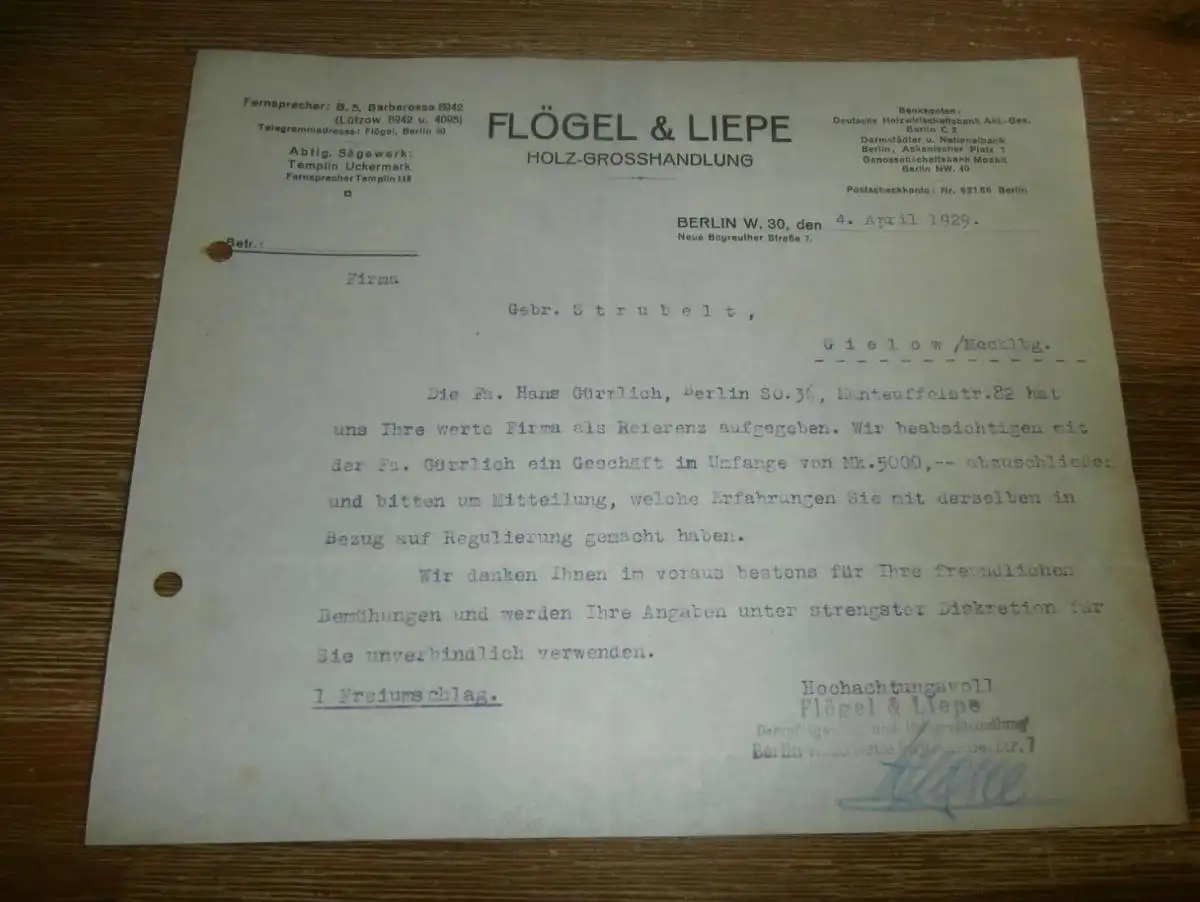 Fernsprecher: B. 5, Barbarossa 8942
(Lützow 8942 u. 4095)
Telegrammadresse: Flögel, Berlin 30
Abtlg. Sägewerk:
Templin Uckermark
Fernsprecher Templin 118
FLÖGEL & LIEPE
HOLZ-GROSSHANDLUNG
Bankkonten:
Deutsche Holzwirtschaftsbank Akt.-Ges.
Berlin C 2
Darmstädter u. Nationalbank
Berlin, Askanischer Platz 1
Genossenschaftsbank Moabit
Berlin NW. 40
Postscheckkonto: Nr. 92186 Berlin
BERLIN W. 30, den 4. April 1929.
Neue Bayreuther Straße 7.
Betr.:
Firma
Gebr. Strubelt,
Gielow/Mecklbg.
Die Fa. Hans Gürrlich, Berlin SO.36, Manteuffelstr.82 hat
uns Ihre werte Firma als Referenz aufgegeben. Wir beabsichtigen mit
der Fa. Gürrlich ein Geschäft im Umfange von Mk.5000,-- abzuschließen
und bitten um Mitteilung, welche Erfahrungen Sie mit derselben in
Bezug auf Regulierung gemacht haben.
Wir danken Ihnen im voraus bestens für Ihre freundlichen
Bemühungen und werden Ihre Angaben unter strengster Diskretion für
Sie unverbindlich verwenden.
1 Freiumschlag.
Hochachtungsvoll
Flögel & Liepe
und
Berlin